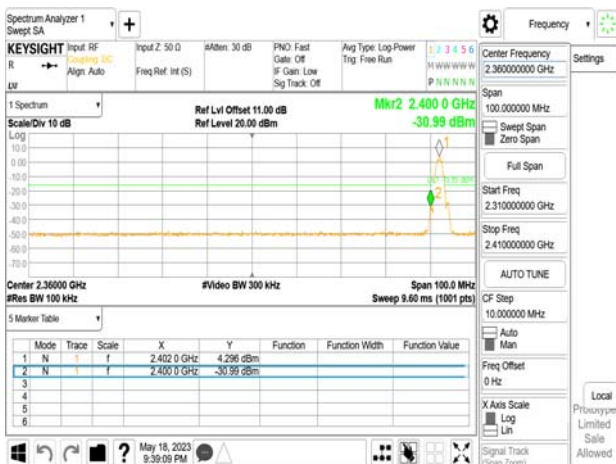 Spectrum Analyzer 1
Swept SA
Frequency
KEYSIGHT
Input: RF
Input Z: 50 Ω
#Atten: 30 dB
PNO: Fast
Avg Type: Log-Power
1 2 3 4 5 6
R
Coupling: DC
Gate: Off
Trig: Free Run
M W W W W W
Align: Auto
Freq Ref: Int (S)
IF Gain: Low
Sig Track: Off
P N N N N N
Center Frequency
2.360000000 GHz
Settings
Span
100.000000 MHz
Swept Span
Zero Span
Full Span
Start Freq
2.310000000 GHz
Stop Freq
2.410000000 GHz
AUTO TUNE
CF Step
10.000000 MHz
Auto
Man
Freq Offset
0 Hz
X Axis Scale
Log
Lin
Signal Track
(Span Zoom)
Local
Prototype
Limited
Sale
Allowed
1 Spectrum
Ref Lvl Offset 11.00 dB
Mkr2 2.400 0 GHz
Scale/Div 10 dB
Ref Level 20.00 dBm
-30.99 dBm
Log
10.0
0.00
-10.0
-20.0
-30.0
-40.0
-50.0
-60.0
-70.0
1
2
Center 2.36000 GHz
#Video BW 300 kHz
Span 100.0 MHz
#Res BW 100 kHz
Sweep 9.60 ms (1001 pts)
5 Marker Table
Mode Trace Scale X Y Function Function Width Function Value
1 N 1 f 2.402 0 GHz 4.296 dBm
2 N 1 f 2.400 0 GHz -30.99 dBm
3
4
5
6
?
May 18, 2023
9:39:09 PM